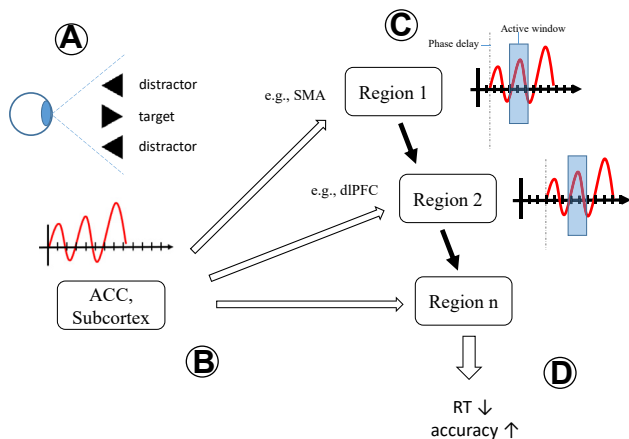 A
distractor
target
distractor
ACC,
Subcortex
B
C
Phase delay
Active window
e.g., SMA
Region 1
e.g., dlPFC
Region 2
Region n
D
RT ↓
accuracy ↑